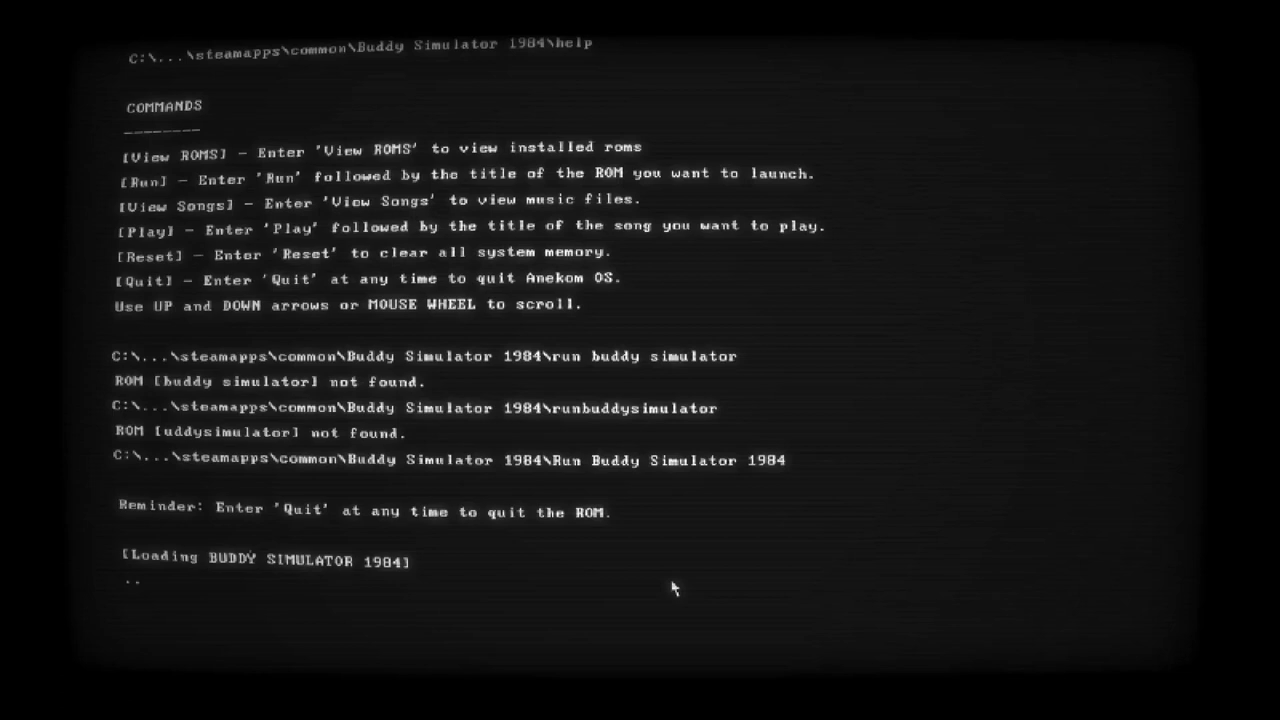 C:\...\steamapps\common\Buddy Simulator 1984\help
COMMANDS
--------
[View ROMS] - Enter 'View ROMS' to view installed roms
[Run] - Enter 'Run' followed by the title of the ROM you want to launch.
[View Songs] - Enter 'View Songs' to view music files.
[Play] - Enter 'Play' followed by the title of the song you want to play.
[Reset] - Enter 'Reset' to clear all system memory.
[Quit] - Enter 'Quit' at any time to quit Anekom OS.
Use UP and DOWN arrows or MOUSE WHEEL to scroll.
C:\...\steamapps\common\Buddy Simulator 1984\run buddy simulator
ROM [buddy simulator] not found.
C:\...\steamapps\common\Buddy Simulator 1984\runbuddysimulator
ROM [uddysimulator] not found.
C:\...\steamapps\common\Buddy Simulator 1984\Run Buddy Simulator 1984
Reminder: Enter 'Quit' at any time to quit the ROM.
[Loading BUDDY SIMULATOR 1984]
..